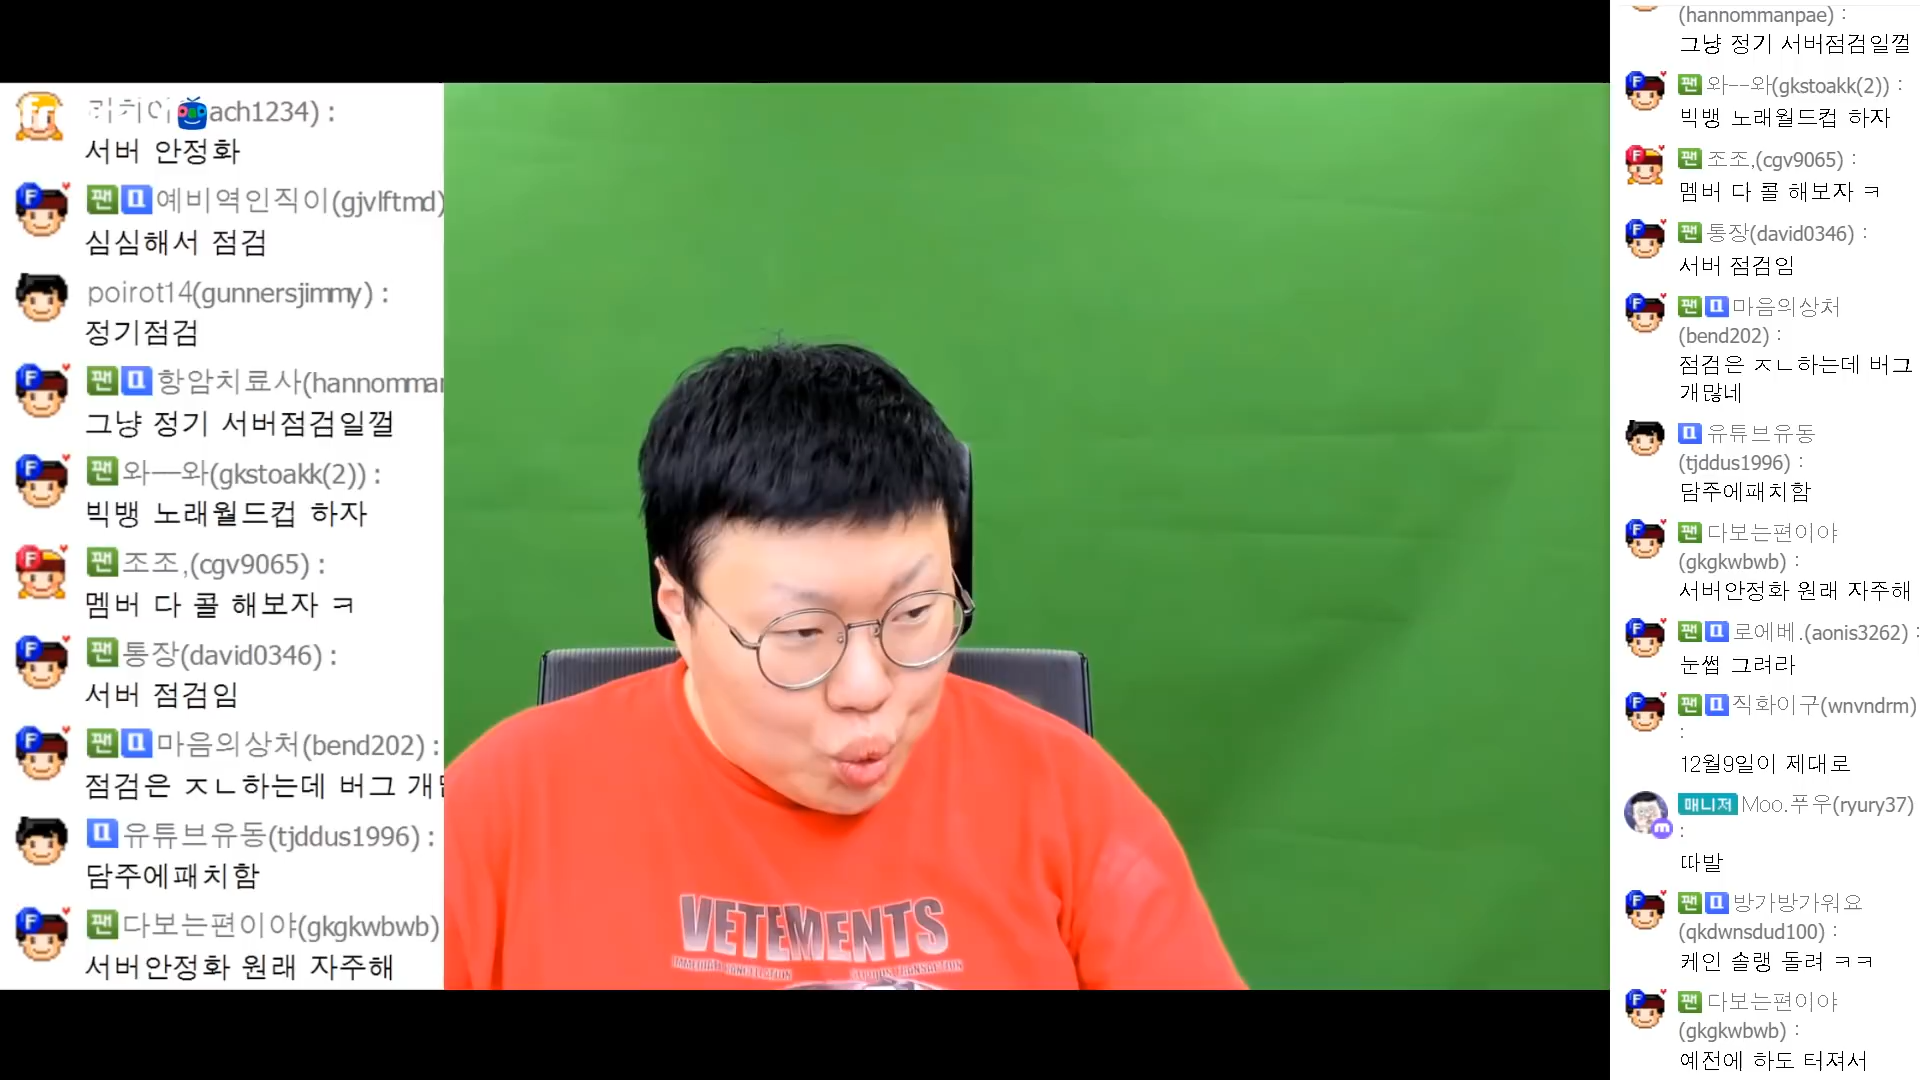 ach1234) :
서버 안정화
팬 예비역인직이(gjvlftmd)
심심해서 점검
poirot14(gunnersjimmy) :
정기점검
팬 항암치료사(hannomma
그냥 정기 서버점검일껄
팬 와――와(gkstoakk(2)) :
빅뱅 노래월드컵 하자
팬 조조,(cgv9065) :
멤버 다 콜 해보자 ㅋ
팬 통장(david0346) :
서버 점검임
팬 마음의상처(bend202) :
점검은 ㅈㄴ하는데 버그
유튜브유동(tjddus1996) :
담주에패치함
팬 다보는편이야(gkgkwbwb)
서버안정화 원래 자주해
VETEMENTS
(hannommanpae) :
그냥 정기 서버점검일껄
팬 와――와(gkstoakk(2)) :
빅뱅 노래월드컵 하자
팬 조조,(cgv9065) :
멤버 다 콜 해보자 ㅋ
팬 통장(david0346) :
서버 점검임
팬 마음의상처
(bend202) :
점검은 ㅈㄴ하는데 버그
개많네
유튜브유동
(tjddus1996) :
담주에패치함
팬 다보는편이야
(gkgkwbwb) :
서버안정화 원래 자주해
팬 로에베.(aonis3262) :
눈썹 그려라
팬 직화이구(wnvndrm)
:
12월9일이 제대로
매니저 Moo.푸우(ryury37)
:
따발
팬 방가방가워요
(qkdwnsdud100) :
케인 솔랭 돌려 ㅋㅋ
팬 다보는편이야
(gkgkwbwb) :
예전에 하도 터져서